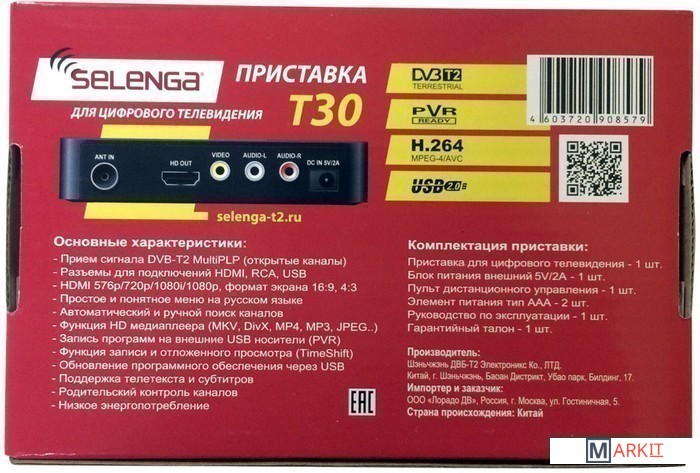 SELENGA
ПРИСТАВКА
ДЛЯ ЦИФРОВОГО ТЕЛЕВИДЕНИЯ
T30
DVB T2
TERRESTRIAL
PVR
READY
H.264
MPEG-4/AVC
USB 2.0
4603720908579
ANT IN
HD OUT
VIDEO
AUDIO-L
AUDIO-R
DC IN 5V/2A
selenga-t2.ru
Основные характеристики:
- Прием сигнала DVB-T2 MultiPLP (открытые каналы)
- Разъемы для подключений HDMI, RCA, USB
- HDMI 576p/720p/1080i/1080p, формат экрана 16:9, 4:3
- Простое и понятное меню на русском языке
- Автоматический и ручной поиск каналов
- Функция HD медиаплеера (MKV, DivX, MP4, MP3, JPEG..)
- Запись программ на внешние USB носители (PVR)
- Функция записи и отложенного просмотра (TimeShift)
- Обновление программного обеспечения через USB
- Поддержка телетекста и субтитров
- Родительский контроль каналов
- Низкое энергопотребление
EAC
Комплектация приставки:
Приставка для цифрового телевидения - 1 шт.
Блок питания внешний 5V/2A - 1 шт.
Пульт дистанционного управления - 1 шт.
Элемент питания тип ААА - 2 шт.
Руководство по эксплуатации - 1 шт.
Гарантийный талон - 1 шт.
Производитель:
Шэньчжэнь ДВБ-Т2 Электроникс Ко., ЛТД.
Китай, г. Шэньчжэнь, Баоан Дистрикт, Убао парк, Билдинг, 17.
Импортер и заказчик:
ООО «Лорадо ДВ», Россия, г. Москва, ул. Гостиничная, 5.
Страна происхождения: Китай
MARKIT